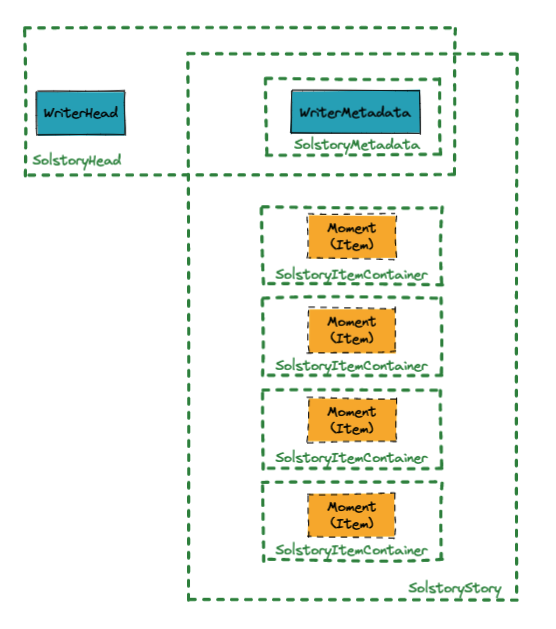 WriterHead
WriterMetadata
SolstoryHead
SolstoryMetadata
Moment
(Item)
SolstoryItemContainer
Moment
(Item)
SolstoryItemContainer
Moment
(Item)
SolstoryItemContainer
Moment
(Item)
SolstoryItemContainer
SolstoryStory